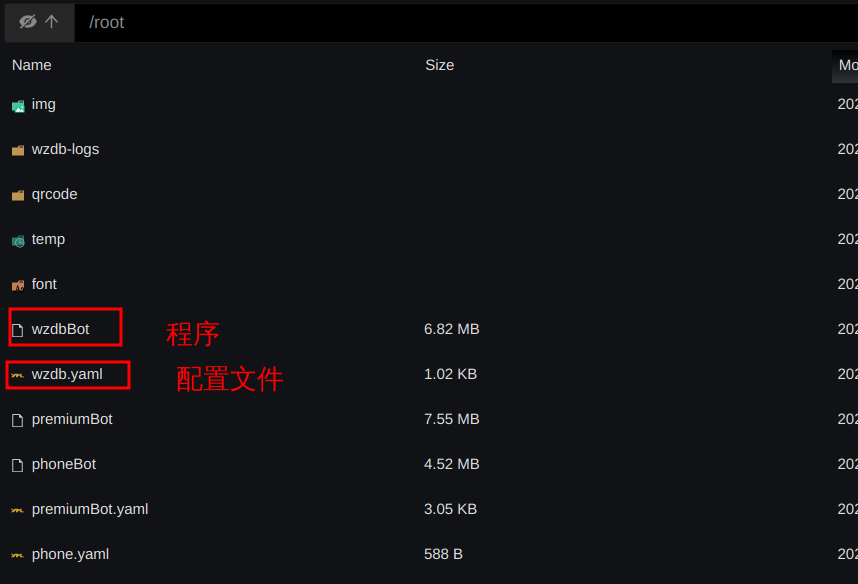 /root
Name Size Mo
img 202
wzdb-logs 202
qrcode 202
temp 202
font 202
wzdbBot 程序 6.82 MB 202
wzdb.yaml 配置文件 1.02 KB 202
premiumBot 7.55 MB 202
phoneBot 4.52 MB 202
premiumBot.yaml 3.05 KB 202
phone.yaml 588 B 202